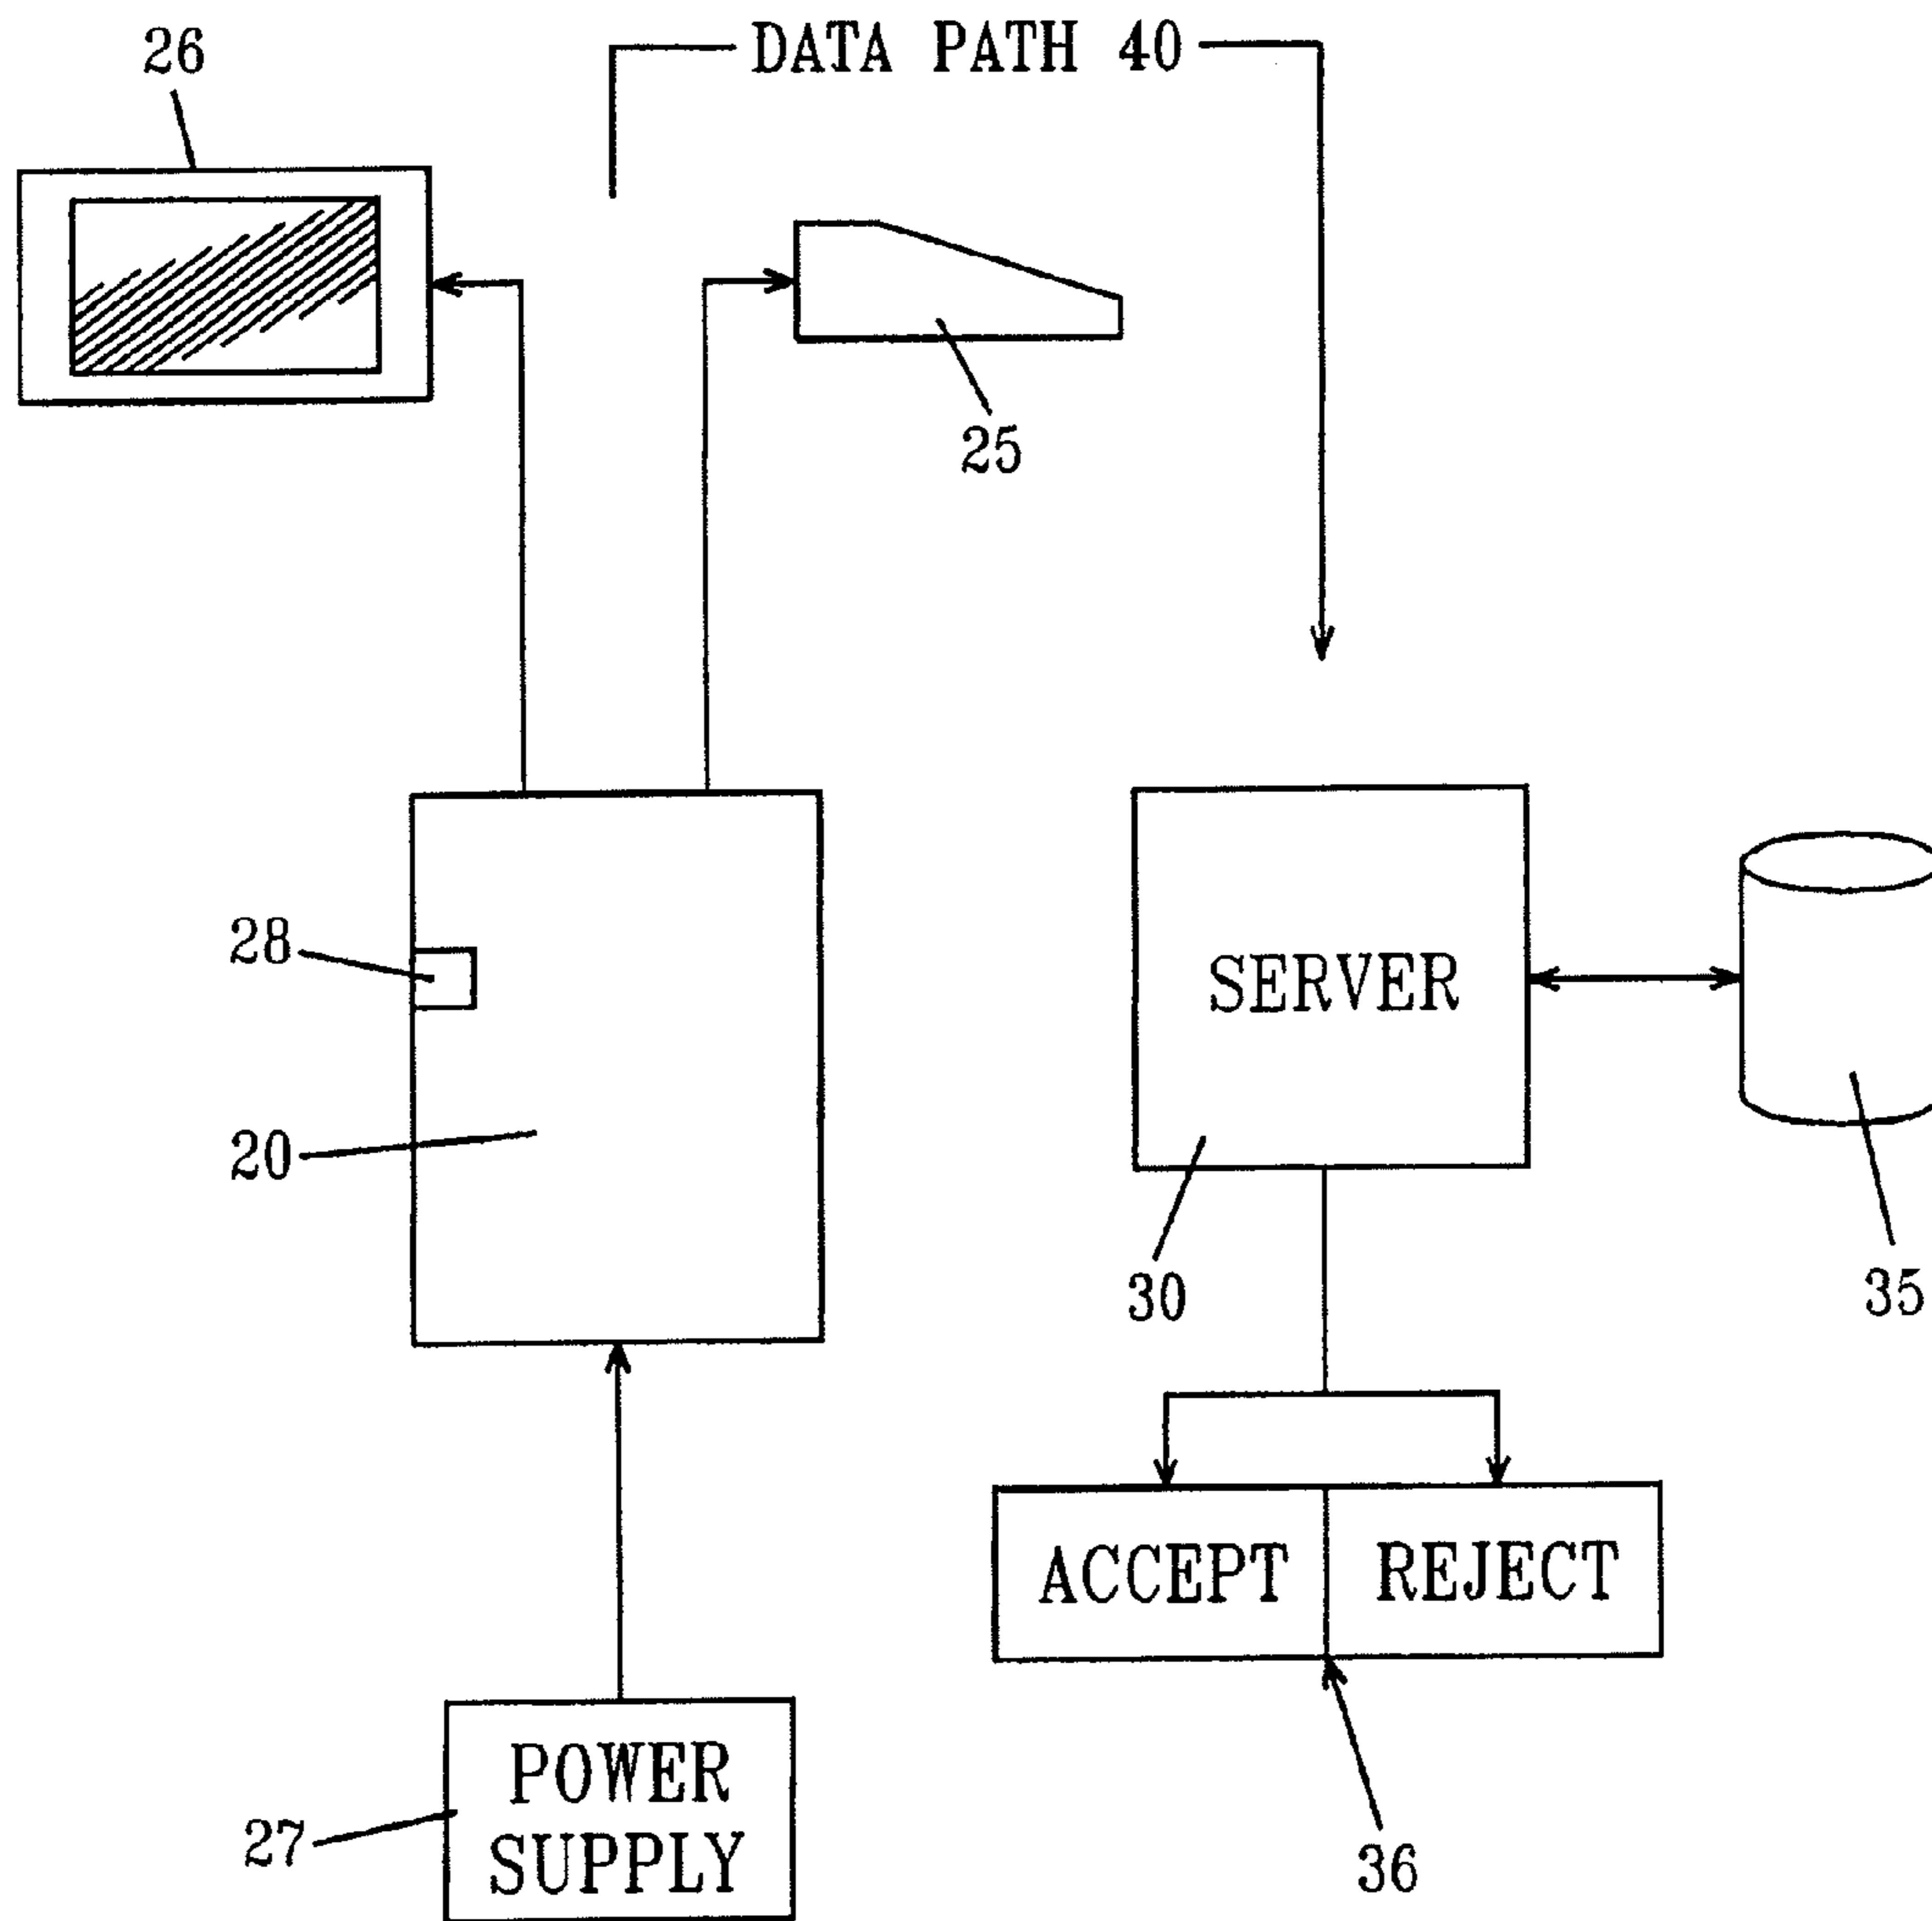 26
DATA PATH 40
25
28
SERVER
20
30
35
ACCEPT
REJECT
POWER
SUPPLY
27
36